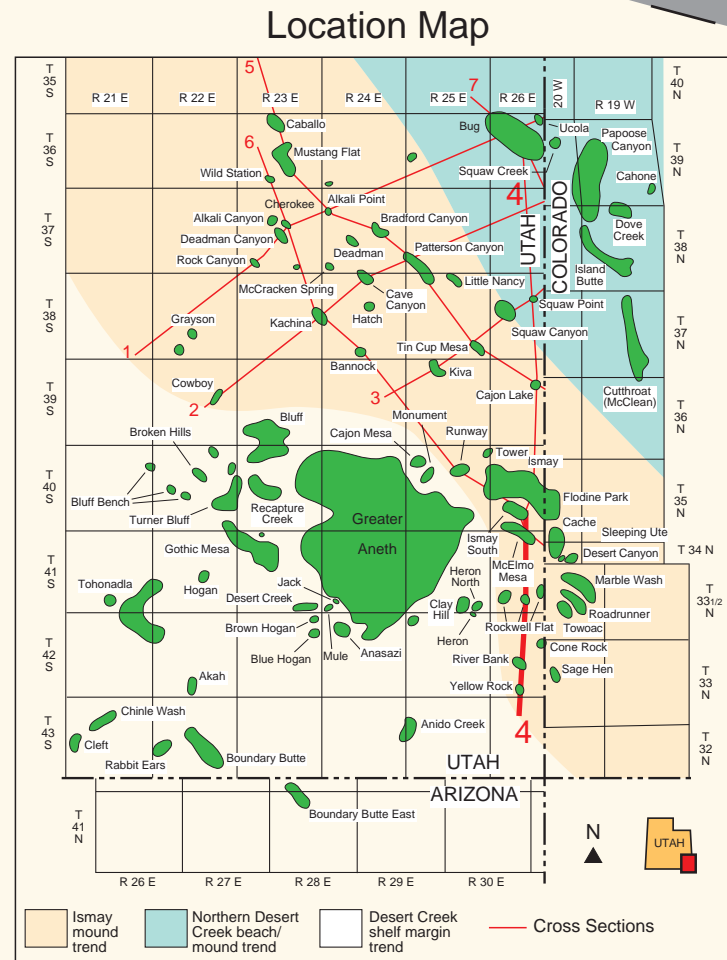 Location Map
T
35
S
R 21 E
R 22 E
5
R 23 E
R 24 E
R 25 E
7
R 26 E
20 W
R 19 W
T
40
N
Caballo
Bug
Ucola
Papoose
Canyon
T
36
S
6
Mustang Flat
Squaw Creek
T
39
N
Wild Station
4
Cahone
Cherokee
Alkali Point
T
37
S
Alkali Canyon
Bradford Canyon
UTAH
COLORADO
Dove
Creek
T
38
N
Deadman Canyon
Deadman
Patterson Canyon
Rock Canyon
Island
Butte
McCracken Spring
Cave
Canyon
Little Nancy
T
38
S
Grayson
Kachina
Hatch
Squaw Point
Squaw Canyon
T
37
N
1
Bannock
Tin Cup Mesa
T
39
S
Cowboy
2
3
Kiva
Cajon Lake
Cutthroat
(McClean)
T
36
N
Bluff
Monument
Broken Hills
Cajon Mesa
Runway
Tower
Ismay
T
40
S
Bluff Bench
Turner Bluff
Recapture
Creek
Greater
Aneth
Flodine Park
T
35
N
Ismay
South
Cache
Sleeping Ute
T 34 N
Gothic Mesa
McElmo
Mesa
Desert Canyon
T
41
S
Tohonadla
Hogan
Jack
Desert Creek
Heron
North
Marble Wash
T
33 1/2
N
Clay
Hill
Roadrunner
Brown Hogan
Rockwell Flat
Towoac
Blue Hogan
Mule
Anasazi
Heron
T
42
S
Cone Rock
River Bank
Sage Hen
T
33
N
Akah
Yellow Rock
Chinle Wash
T
43
S
Cleft
Rabbit Ears
Boundary Butte
Anido Creek
4
T
32
N
UTAH
ARIZONA
T
41
N
Boundary Butte East
N
UTAH
R 26 E
R 27 E
R 28 E
R 29 E
R 30 E
Ismay
mound
trend
Northern Desert
Creek beach/
mound trend
Desert Creek
shelf margin
trend
Cross Sections